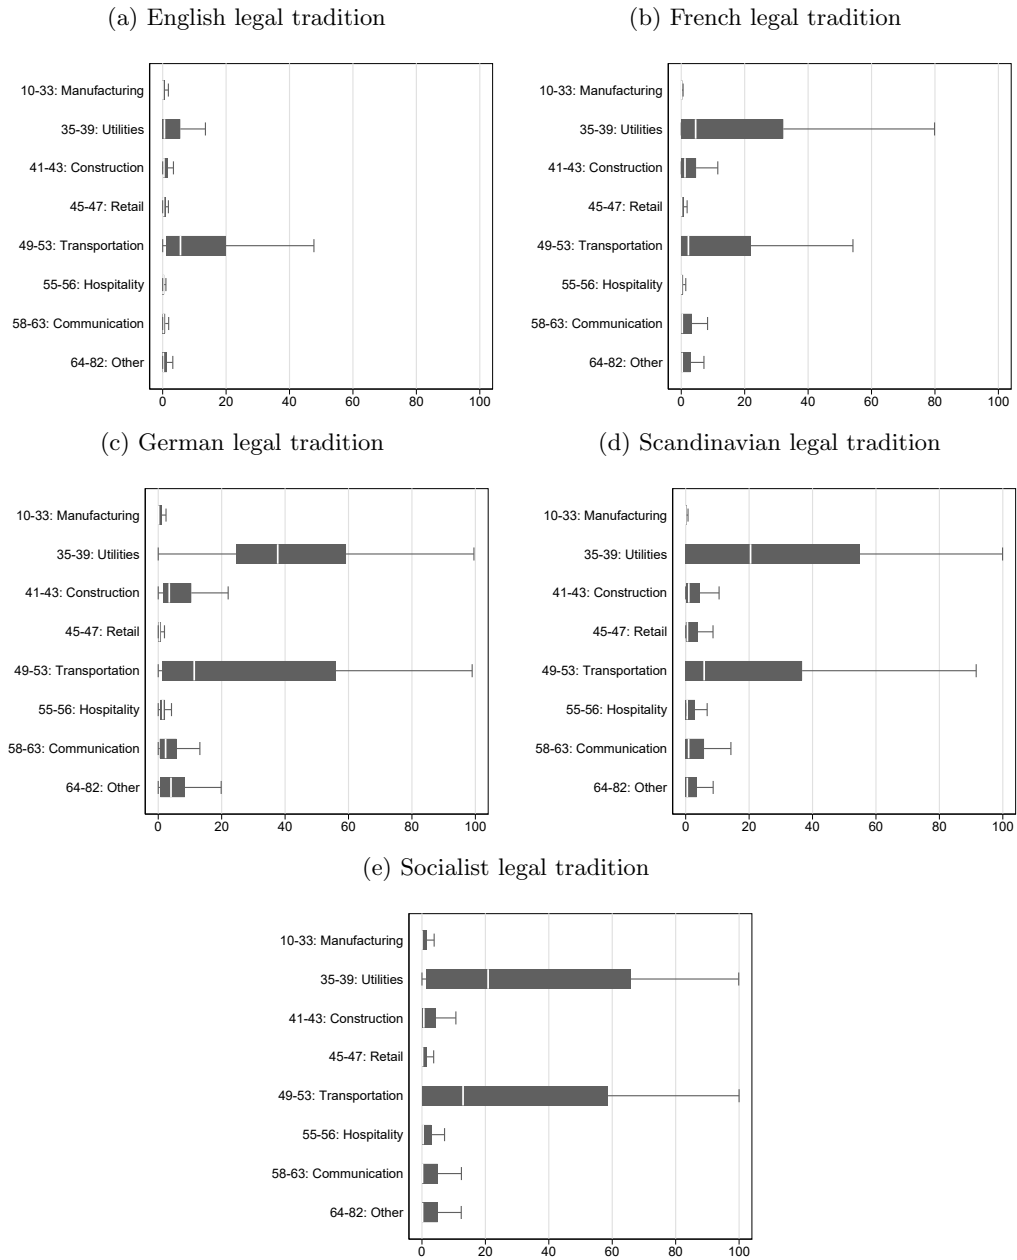 (a) English legal tradition
10-33: Manufacturing
35-39: Utilities
41-43: Construction
45-47: Retail
49-53: Transportation
55-56: Hospitality
58-63: Communication
64-82: Other
0 20 40 60 80 100
(b) French legal tradition
10-33: Manufacturing
35-39: Utilities
41-43: Construction
45-47: Retail
49-53: Transportation
55-56: Hospitality
58-63: Communication
64-82: Other
0 20 40 60 80 100
(c) German legal tradition
10-33: Manufacturing
35-39: Utilities
41-43: Construction
45-47: Retail
49-53: Transportation
55-56: Hospitality
58-63: Communication
64-82: Other
0 20 40 60 80 100
(d) Scandinavian legal tradition
10-33: Manufacturing
35-39: Utilities
41-43: Construction
45-47: Retail
49-53: Transportation
55-56: Hospitality
58-63: Communication
64-82: Other
0 20 40 60 80 100
(e) Socialist legal tradition
10-33: Manufacturing
35-39: Utilities
41-43: Construction
45-47: Retail
49-53: Transportation
55-56: Hospitality
58-63: Communication
64-82: Other
0 20 40 60 80 100